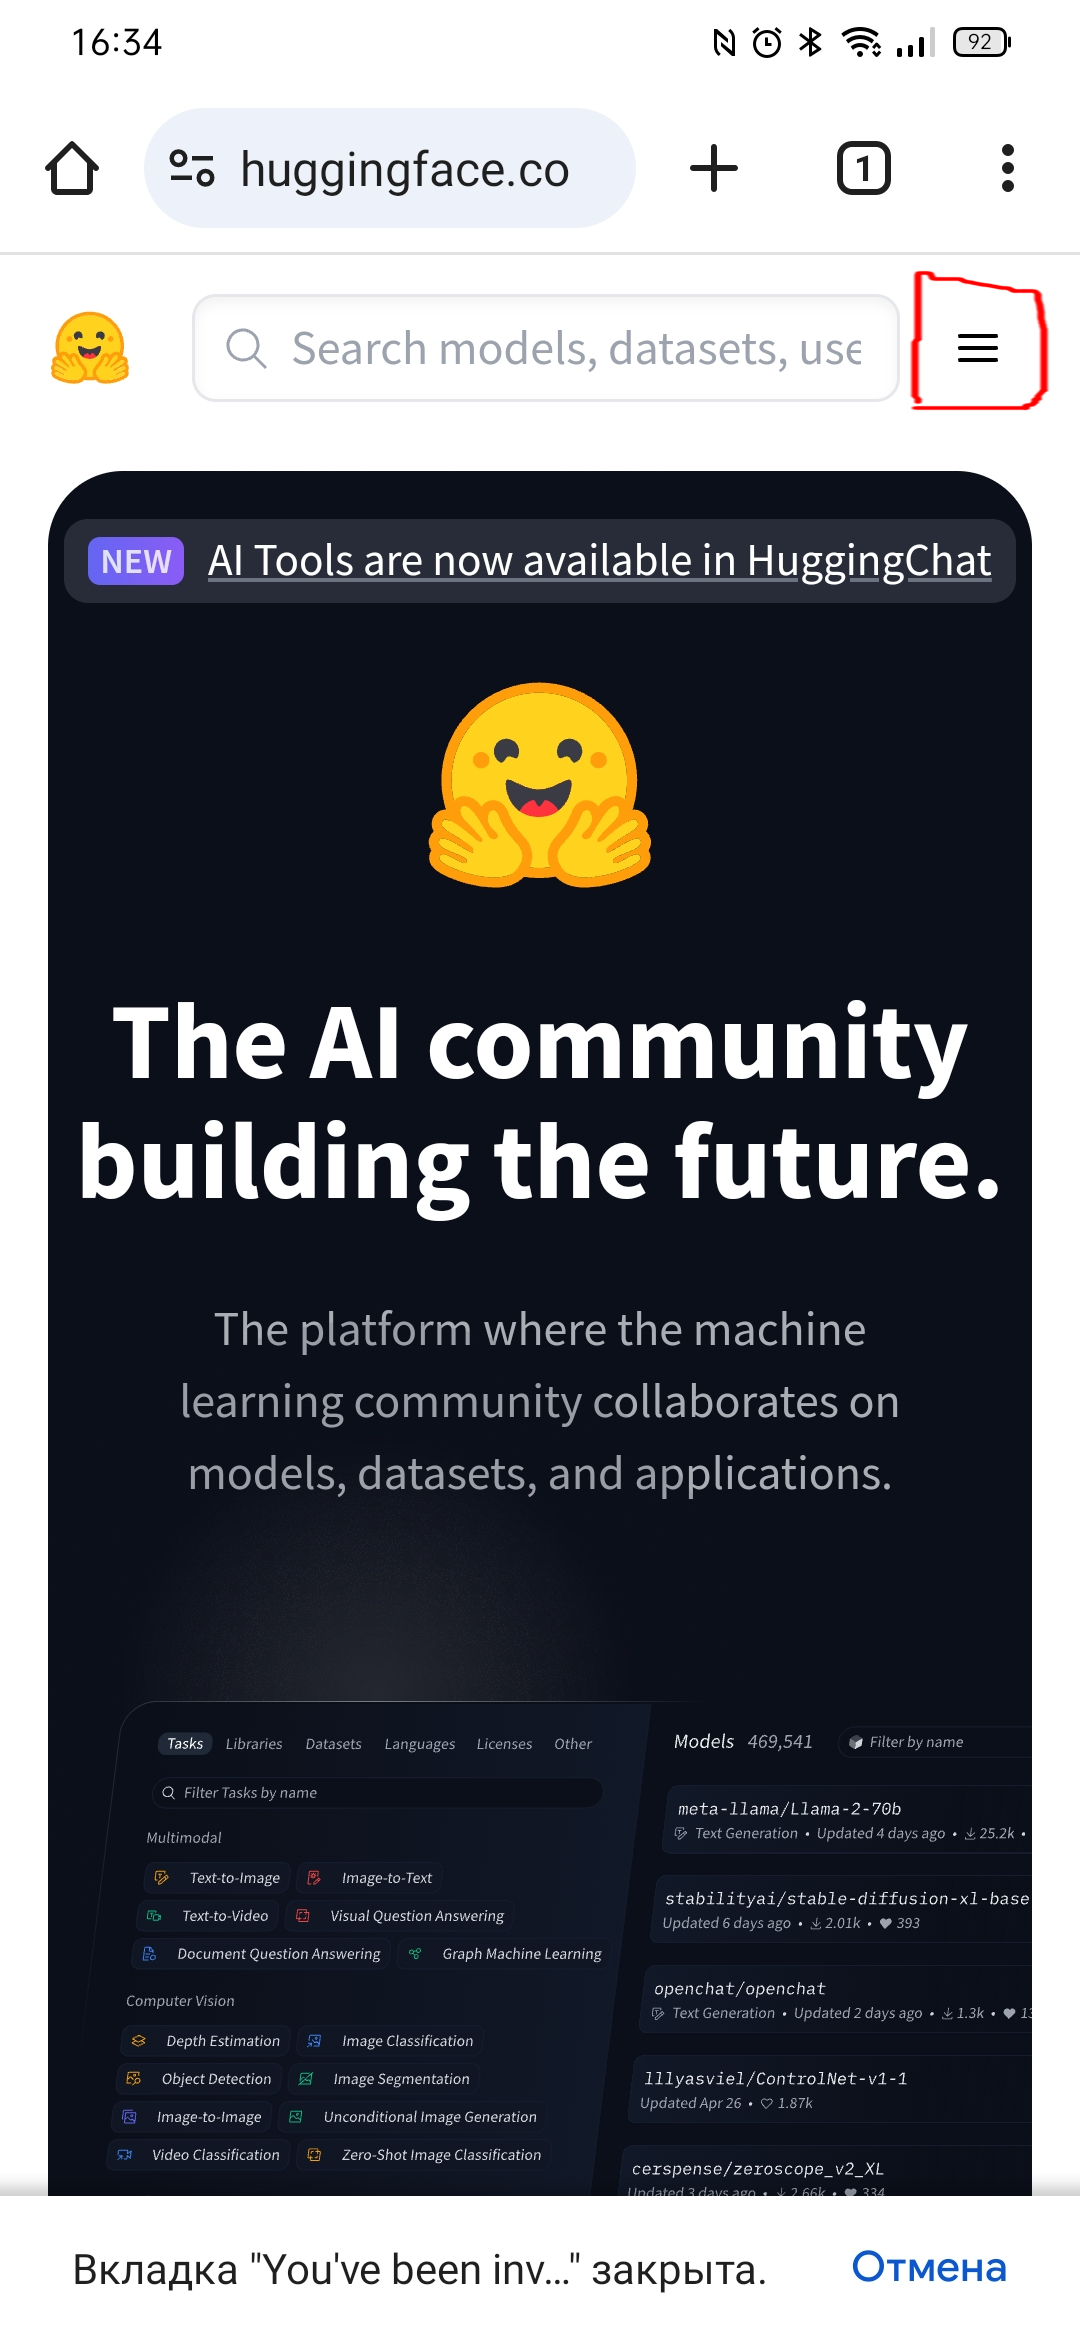 16:34
92
huggingface.co
1
Search models, datasets, use
NEW AI Tools are now available in HuggingChat
The AI community
building the future.
The platform where the machine
learning community collaborates on
models, datasets, and applications.
Tasks Libraries Datasets Languages Licenses Other
Filter Tasks by name
Multimodal
Text-to-Image Image-to-Text
Text-to-Video Visual Question Answering
Document Question Answering Graph Machine Learning
Computer Vision
Depth Estimation Image Classification
Object Detection Image Segmentation
Image-to-Image Unconditional Image Generation
Video Classification Zero-Shot Image Classification
Models 469,541 Filter by name
meta-llama/Llama-2-70b
Text Generation • Updated 4 days ago • 25.2k •
stabilityai/stable-diffusion-xl-base
Updated 6 days ago • 2.01k • 393
openchat/openchat
Text Generation • Updated 2 days ago • 1.3k • 13
lllyasviel/ControlNet-v1-1
Updated Apr 26 • 1.87k
cerspense/zeroscope_v2_XL
Updated 3 days ago • 2.66k • 334
Вкладка "You've been inv…" закрыта. Отмена